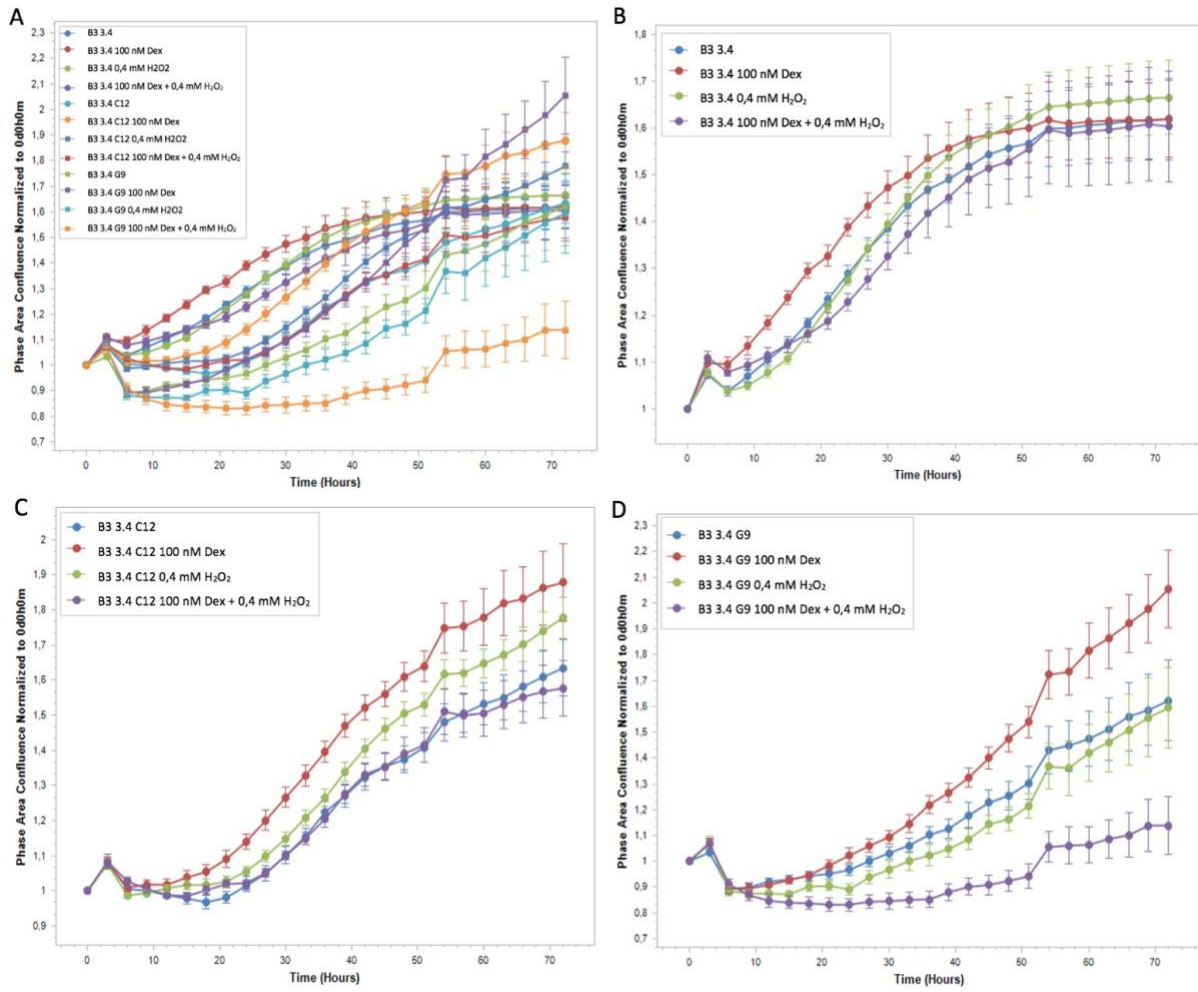 A
Phase Area Confluence Normalized to 0d0h0m
2,3
2,2
2,1
2
1,9
1,8
1,7
1,6
1,5
1,4
1,3
1,2
1,1
1
0,9
0,8
0,7
B3 3.4
B3 3.4 100 nM Dex
B3 3.4 0,4 mM H2O2
B3 3.4 100 nM Dex + 0,4 mM H₂O₂
B3 3.4 C12
B3 3.4 C12 100 nM Dex
B3 3.4 C12 0,4 mM H2O2
B3 3.4 C12 100 nM Dex + 0,4 mM H₂O₂
B3 3.4 G9
B3 3.4 G9 100 nM Dex
B3 3.4 G9 0,4 mM H2O2
B3 3.4 G9 100 nM Dex + 0,4 mM H₂O₂
0 10 20 30 40 50 60 70
Time (Hours)
B
Phase Area Confluence Normalized to 0d0h0m
1,8
1,7
1,6
1,5
1,4
1,3
1,2
1,1
1
B3 3.4
B3 3.4 100 nM Dex
B3 3.4 0,4 mM H₂O₂
B3 3.4 100 nM Dex + 0,4 mM H₂O₂
0 10 20 30 40 50 60 70
Time (Hours)
C
Phase Area Confluence Normalized to 0d0h0m
2
1,9
1,8
1,7
1,6
1,5
1,4
1,3
1,2
1,1
1
0,9
B3 3.4 C12
B3 3.4 C12 100 nM Dex
B3 3.4 C12 0,4 mM H₂O₂
B3 3.4 C12 100 nM Dex + 0,4 mM H₂O₂
0 10 20 30 40 50 60 70
Time (Hours)
D
Phase Area Confluence Normalized to 0d0h0m
2,3
2,2
2,1
2
1,9
1,8
1,7
1,6
1,5
1,4
1,3
1,2
1,1
1
0,9
0,8
0,7
B3 3.4 G9
B3 3.4 G9 100 nM Dex
B3 3.4 G9 0,4 mM H₂O₂
B3 3.4 G9 100 nM Dex + 0,4 mM H₂O₂
0 10 20 30 40 50 60 70
Time (Hours)